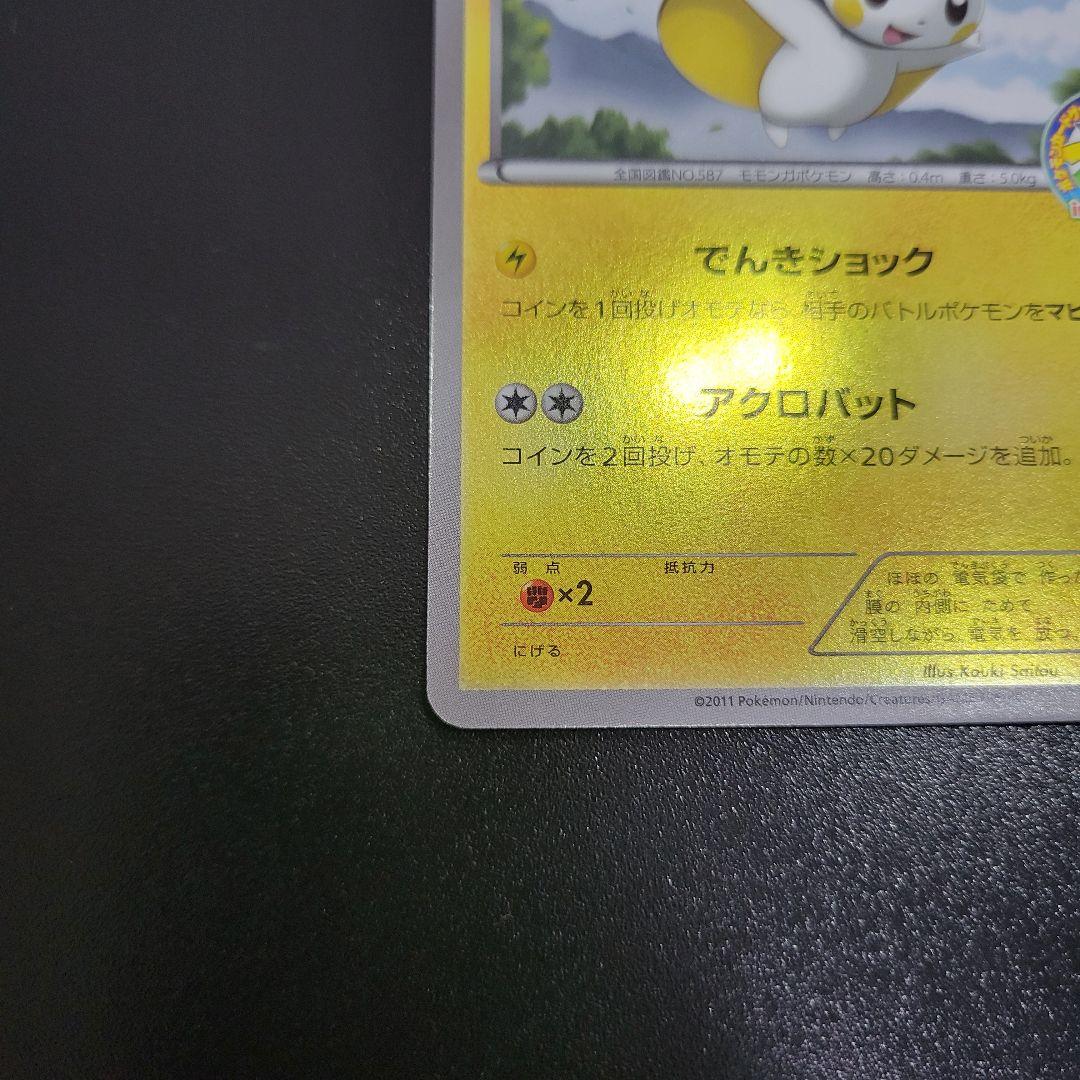 全国図鑑NO.587 モモンガポケモン 高さ:0.4m 重さ:5.0kg
でんきショック
コインを1回投げオモテなら、相手のバトルポケモンをマヒ
アクロバット
コインを2回投げ、オモテの数×20ダメージを追加。
弱点 抵抗力
×2
にげる
ほほの 電気袋で 作った
膜の 内側に ためて
滑空しながら 電気を 放つ。
Illus. Kouki Saitou
©2011 Pokémon/Nintendo/Creatures